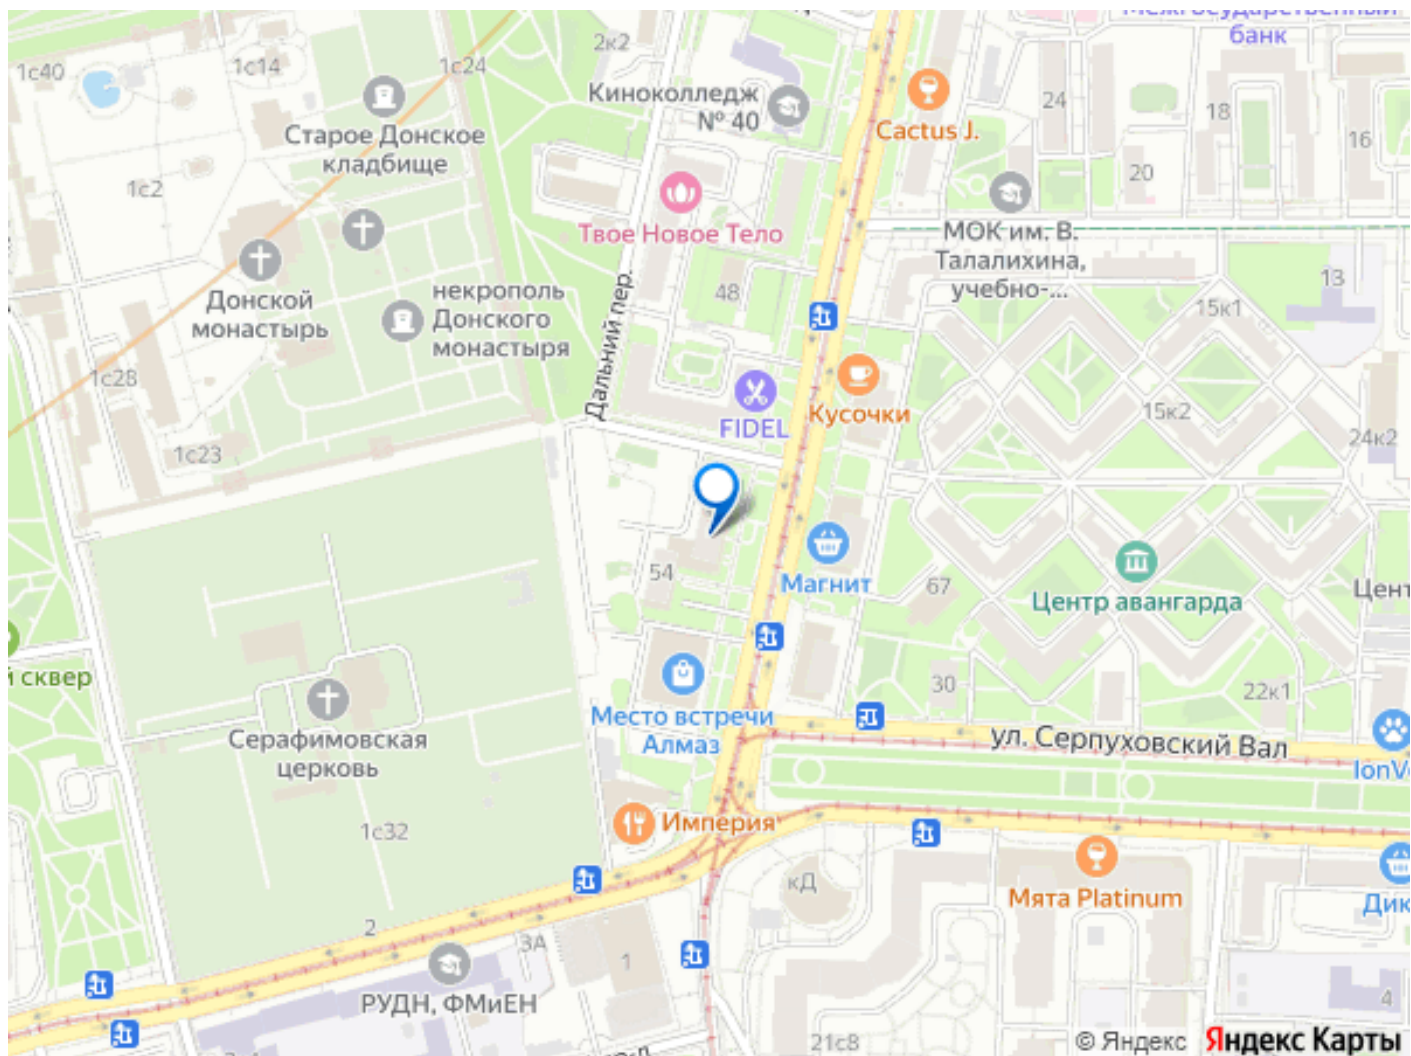 Межгосударственный
банк
2к2
1с40
1с14
1с24
Киноколледж
№ 40
24
18
16
Cactus J.
Старое Донское
кладбище
20
1с2
МОК им. В.
Талалихина,
учебно-...
Твое Новое Тело
13
Донской
монастырь
некрополь
Донского
монастыря
48
15к1
Дальний пер.
1с28
Кусочки
15к2
FIDEL
24к2
1с23
54
Магнит
67
Центр авангарда
Цент
й сквер
30
22к1
Место встречи
Алмаз
Серафимовская
церковь
ул. Серпуховский Вал
IonV
1с32
Империя
кД
Мята Platinum
Дик
2
3А
1
РУДН, ФМиЕН
4
21с8
© Яндекс
Яндекс Карты